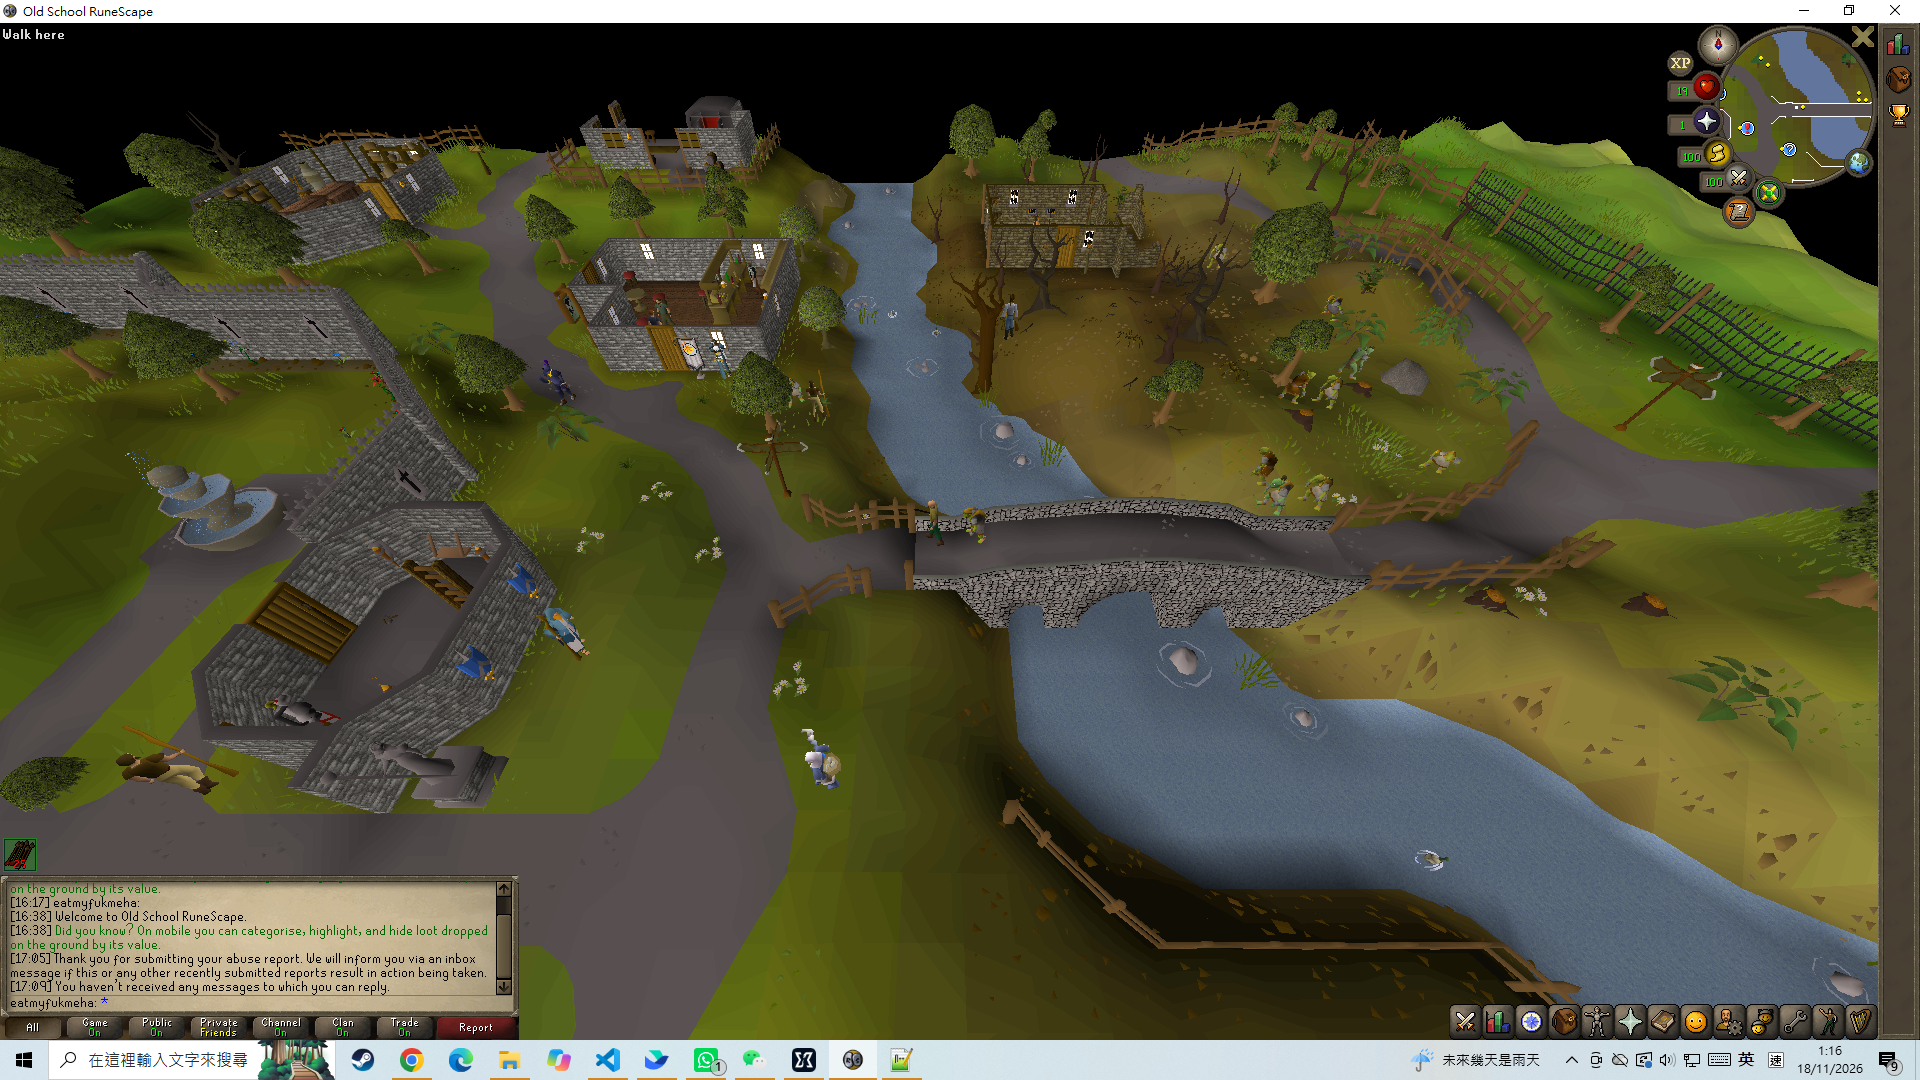 Old School RuneScape
Walk here
N
XP
19
1
100
100
25
on the ground by its value.
[16:17] eatmyfukmeha:
[16:38] Welcome to Old School RuneScape.
[16:38] Did you know? On mobile you can categorise, highlight, and hide loot dropped
on the ground by its value.
[17:05] Thank you for submitting your abuse report. We will inform you via an inbox
message if this or any other recently submitted reports result in action being taken.
[17:09] You haven't received any messages to which you can reply.
eatmyfukmeha: *
All
Game
On
Public
On
Private
Friends
Channel
On
Clan
On
Trade
On
Report
在這裡輸入文字來搜尋
1
未來幾天是雨天
英
速
1:16
18/11/2026
9